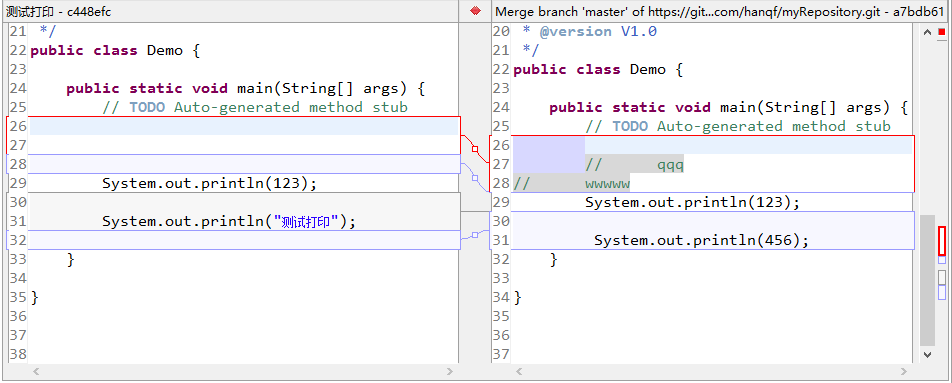 测试打印 - c448efc
21 */
22 public class Demo {
23
24 public static void main(String[] args) {
25 // TODO Auto-generated method stub
26
27
28
29 System.out.println(123);
30
31 System.out.println("测试打印");
32
33 }
34
35 }
36
37
38
Merge branch 'master' of https://git...com/hanqf/myRepository.git - a7bdb61
20 * @version V1.0
21 */
22 public class Demo {
23
24 public static void main(String[] args) {
25 // TODO Auto-generated method stub
26
27 // qqq
28 // wwwww
29 System.out.println(123);
30
31 System.out.println(456);
32 }
33
34 }
35
36
37